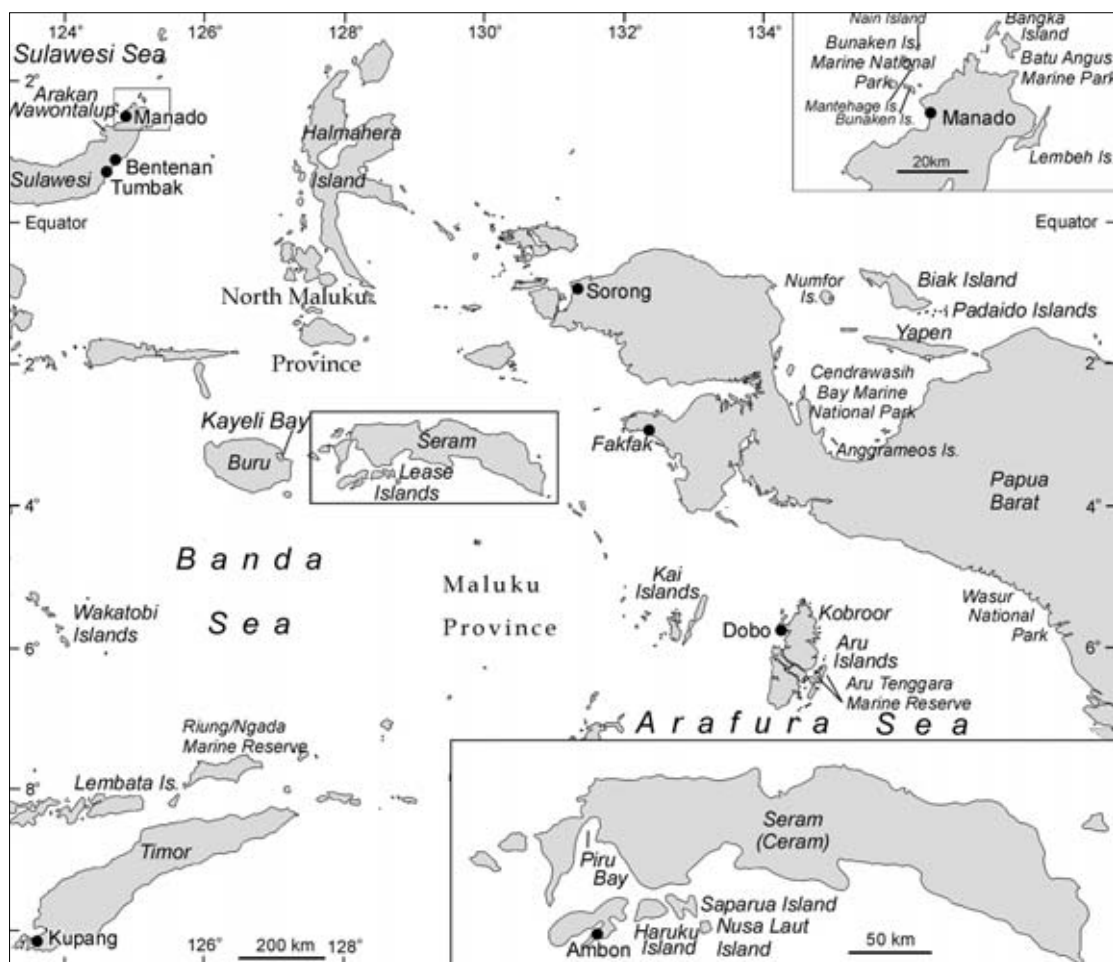 124°
126°
128°
130°
132°
134°
Sulawesi Sea
2°
Arakan
Wawontalup
Manado
Bentenan
Tumbak
Sulawesi
Equator
Halmahera
Island
North Maluku
Province
Nain Island
Bunaken Is.
Marine National
Park
Mantehage Is.
Bunaken Is.
Bangka
Island
Batu Angus
Marine Park
Manado
Lembeh Is.
20km
Equator
Sorong
Numfor
Is.
Biak Island
Padaido Islands
Yapen
2°
2°
Cendrawasih
Bay Marine
National Park
Kayeli Bay
Buru
Seram
Lease
Islands
Fakfak
Anggrameos Is.
Papua
Barat
4°
4°
Banda
Sea
Maluku
Province
Kai
Islands
Wakatobi
Islands
Dobo
Kobroor
Aru
Islands
Aru Tenggara
Marine Reserve
Wasur
National
Park
6°
6°
Arafura Sea
Riung/Ngada
Marine Reserve
Lembata Is.
8°
Timor
Kupang
126°
200 km
128°
Seram
(Ceram)
Piru
Bay
Saparua Island
Haruku
Island
Nusa Laut
Island
Ambon
50 km